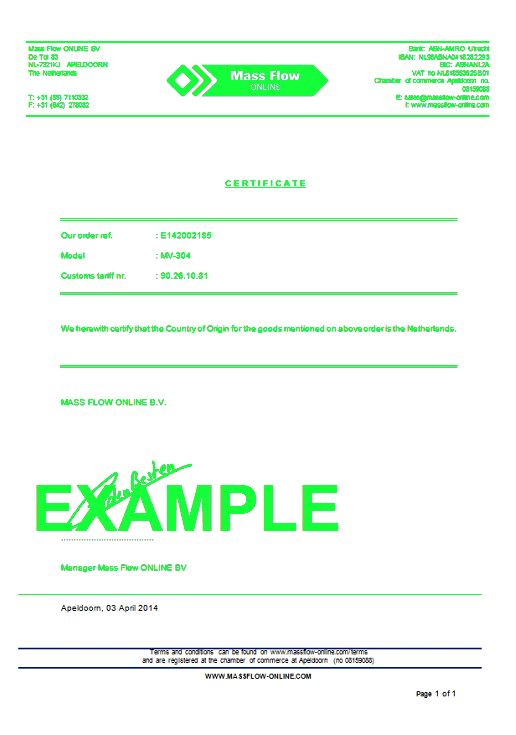 Mass Flow ONLINE BV
De Tol 83
APELDOORN
The Netherlands
T: +31 (55) 7110332
F: +31 (842) 278082
Mass Flow
ONLINE
Bank: ABN-AMRO Utrecht
IBAN:
BIC: ABNANL2A
VAT no
Chamber of commerce Apeldoorn no.
08159088
E: sales@massflow-online.com
I: www.massflow-online.com
CERTIFICATE
Our order ref. : E142002185
Model : MV-304
Customs tariff nr. : 90.26.10.81
We herewith certify that the Country of Origin for the goods mentioned on above order is the Netherlands.
MASS FLOW ONLINE B.V.
EXAMPLE
Manager Mass Flow ONLINE BV
Apeldoorn, 03 April 2014
Terms and conditions can be found on www.massflow-online.com/terms
and are registered at the chamber of commerce at Apeldoorn (no 08159088)
WWW.MASSFLOW-ONLINE.COM
Page 1 of 1